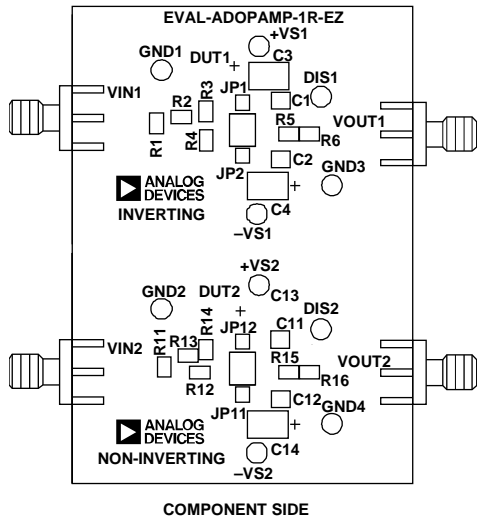 EVAL-ADOPAMP-1R-EZ
+VS1
GND1
DUT1
C3
VIN1
JP1
DIS1
R3
R2
C1
VOUT1
R1
R4
R5
R6
C2
JP2
GND3
ANALOG
DEVICES
INVERTING
C4
–VS1
+VS2
GND2
DUT2
C13
DIS2
R14
JP12
C11
VIN2
R11
R13
R15
VOUT2
R12
R16
JP11
C12
GND4
ANALOG
DEVICES
C14
NON-INVERTING
–VS2
COMPONENT SIDE